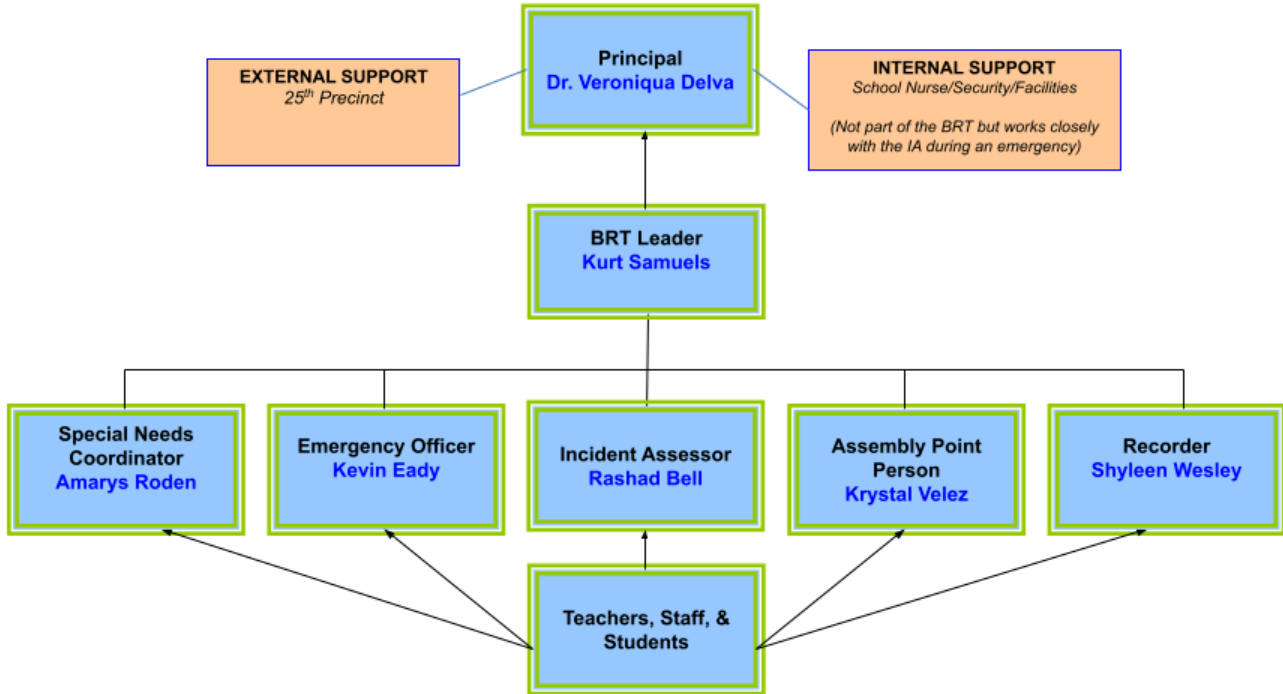 Principal
Dr. Veroniqua Delva
EXTERNAL SUPPORT
25th Precinct
INTERNAL SUPPORT
School Nurse/Security/Facilities
(Not part of the BRT but works closely
with the IA during an emergency)
BRT Leader
Kurt Samuels
Special Needs
Coordinator
Amarys Roden
Emergency Officer
Kevin Eady
Incident Assessor
Rashad Bell
Assembly Point
Person
Krystal Velez
Recorder
Shyleen Wesley
Teachers, Staff, &
Students